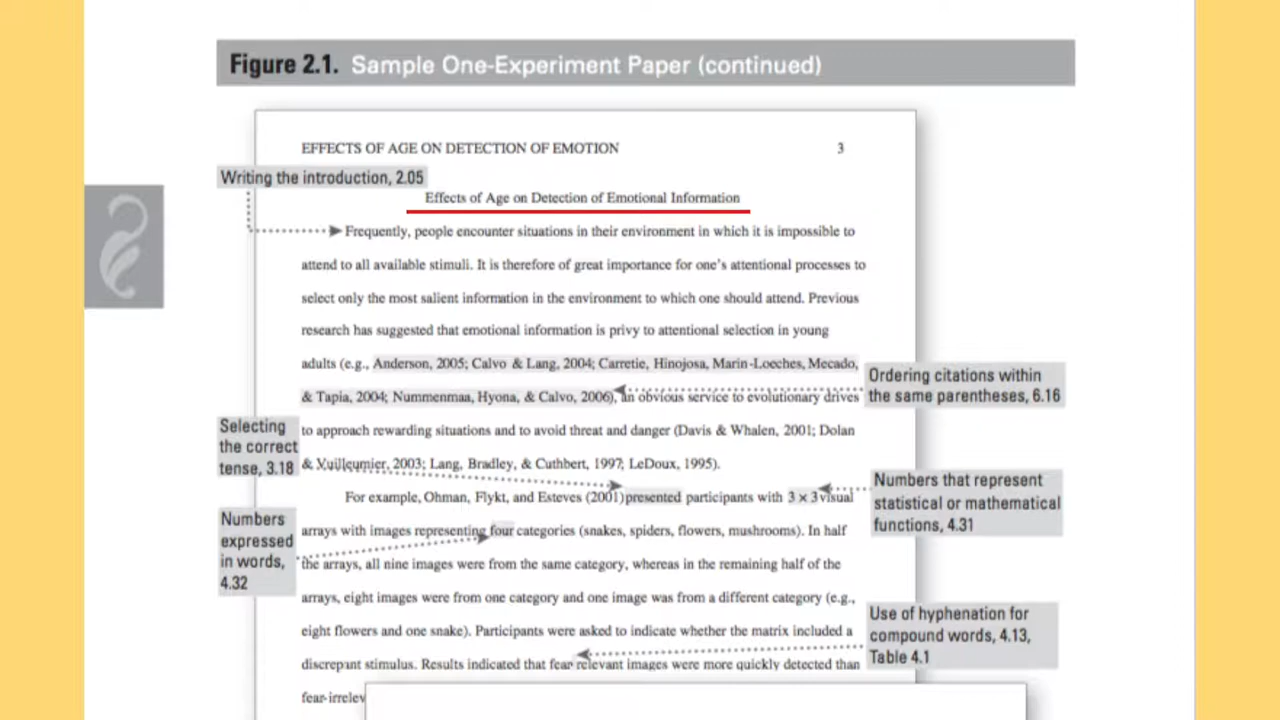 Figure 2.1. Sample One-Experiment Paper (continued)
EFFECTS OF AGE ON DETECTION OF EMOTION 3
Writing the introduction, 2.05
Effects of Age on Detection of Emotional Information
Frequently, people encounter situations in their environment in which it is impossible to
attend to all available stimuli. It is therefore of great importance for one's attentional processes to
select only the most salient information in the environment to which one should attend. Previous
research has suggested that emotional information is privy to attentional selection in young
adults (e.g., Anderson, 2005; Calvo & Lang, 2004; Carretie, Hinojosa, Marin-Loeches, Mecado,
& Tapia, 2004; Nummenmaa, Hyona, & Calvo, 2006), an obvious service to evolutionary drives
to approach rewarding situations and to avoid threat and danger (Davis & Whalen, 2001; Dolan
& Vuilleumier, 2003; Lang, Bradley, & Cuthbert, 1997; LeDoux, 1995).
For example, Ohman, Flykt, and Esteves (2001) presented participants with 3 × 3 visual
arrays with images representing four categories (snakes, spiders, flowers, mushrooms). In half
the arrays, all nine images were from the same category, whereas in the remaining half of the
arrays, eight images were from one category and one image was from a different category (e.g.,
eight flowers and one snake). Participants were asked to indicate whether the matrix included a
discrepant stimulus. Results indicated that fear relevant images were more quickly detected than
fear-irrelev
Ordering citations within
the same parentheses, 6.16
Selecting
the correct
tense, 3.18
Numbers that represent
statistical or mathematical
functions, 4.31
Numbers
expressed
in words,
4.32
Use of hyphenation for
compound words, 4.13,
Table 4.1